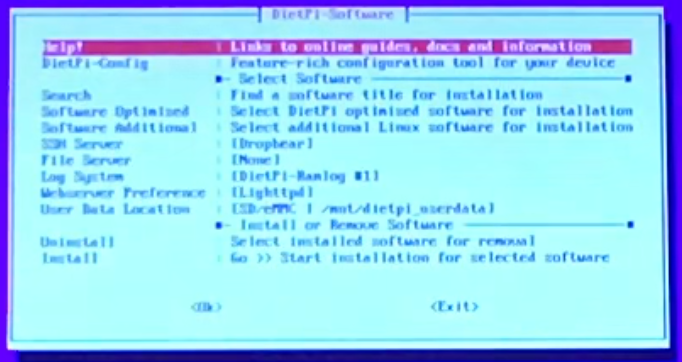 DietPi-Software
Help! : Links to online guides, docs and information
DietPi-Config : Feature-rich configuration tool for your device
- Select Software
Search : Find a software title for installation
Software Optimised : Select DietPi optimised software for installation
Software Additional : Select additional Linux software for installation
SSH Server : [Dropbear]
File Server : [None]
Log System : [DietPi-Ramlog #1]
Webserver Preference : [Lighttpd]
User Data Location : [SD/eMMC | /mnt/dietpi_userdata]
- Install or Remove Software
Uninstall : Select installed software for removal
Install : Go >> Start installation for selected software
<Ok> <Exit>